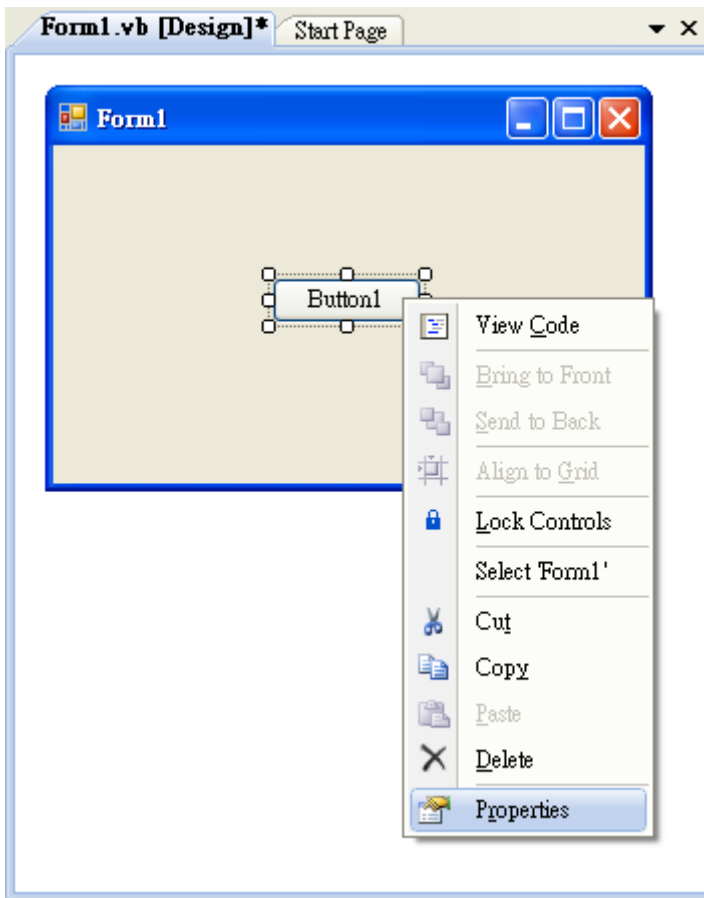 Form1.vb [Design]* Start Page
Form1
Button1
View Code
Bring to Front
Send to Back
Align to Grid
Lock Controls
Select 'Form1'
Cut
Copy
Paste
Delete
Properties